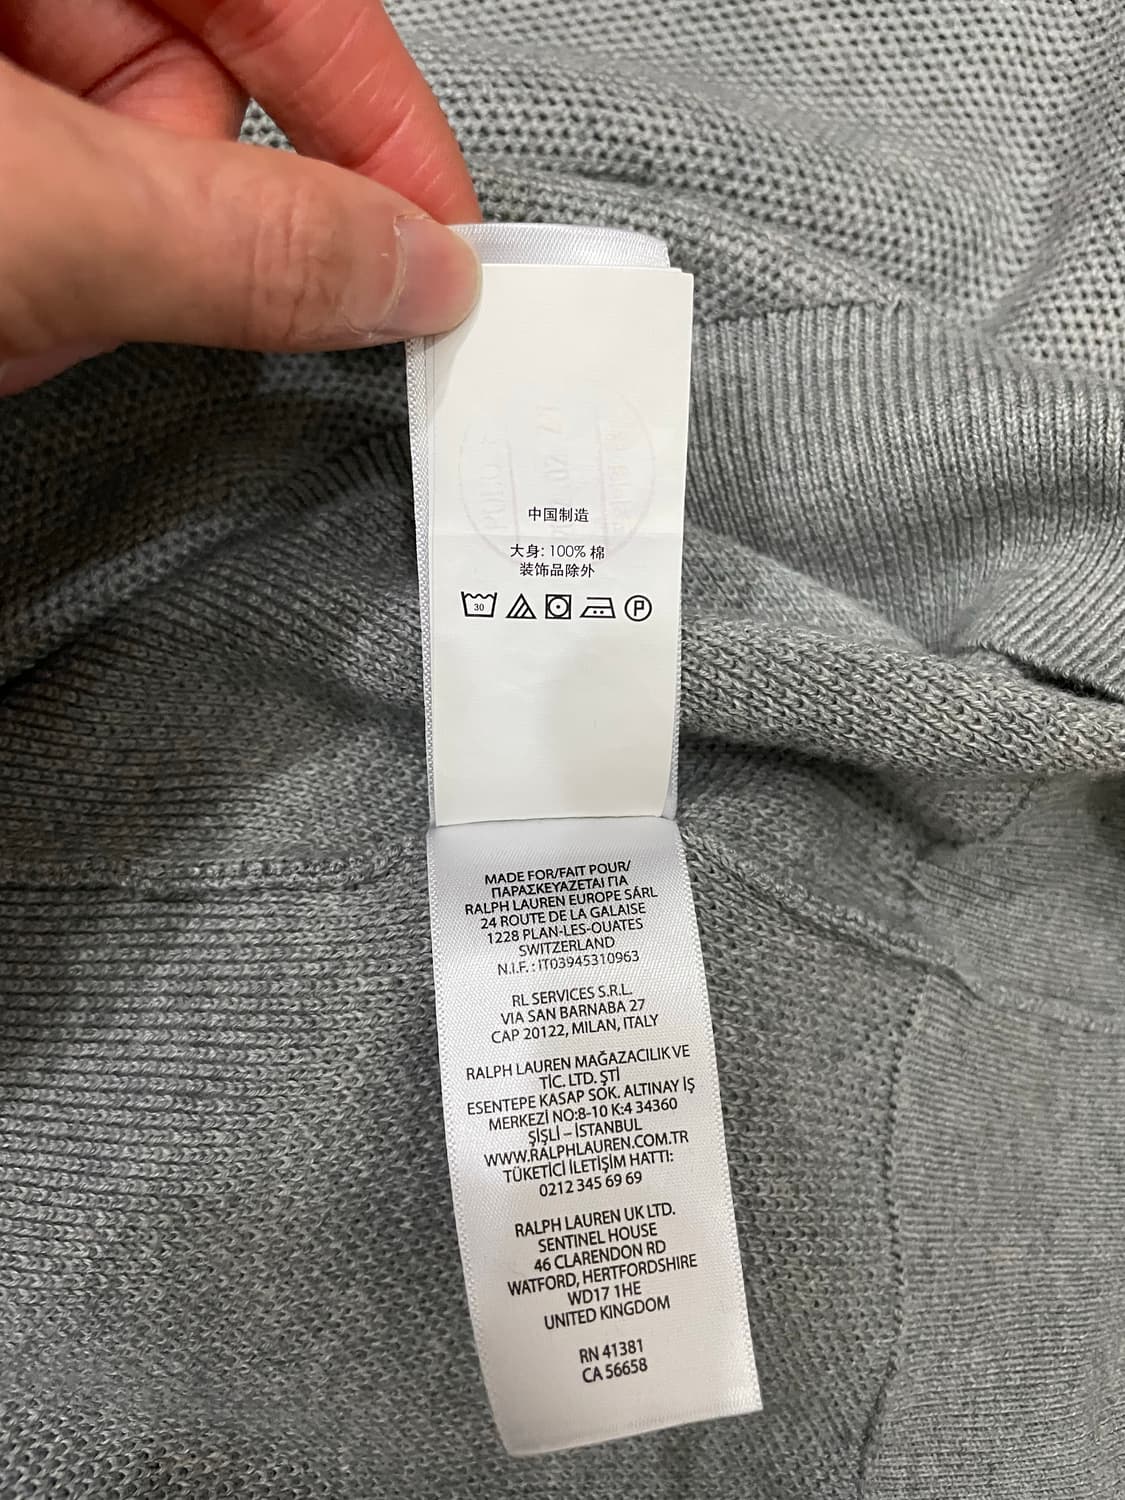 中国制造
大身: 100% 棉
装饰品除外
30
P
MADE FOR/FAIT POUR/
ΠΑΡΑΣΚΕΥΑΖΕΤΑΙ ΓΙΑ
RALPH LAUREN EUROPE SÁRL
24 ROUTE DE LA GALAISE
1228 PLAN-LES-OUATES
SWITZERLAND
N.I.F. : IT03945310963
RL SERVICES S.R.L.
VIA SAN BARNABA 27
CAP 20122, MILAN, ITALY
RALPH LAUREN MAĞAZACILIK VE
TİC. LTD. ŞTİ
ESENTEPE KASAP SOK. ALTINAY İŞ
MERKEZİ NO:8-10 K:4 34360
ŞİŞLİ – İSTANBUL
WWW.RALPHLAUREN.COM.TR
TÜKETİCİ İLETİŞİM HATTI:
0212 345 69 69
RALPH LAUREN UK LTD.
SENTINEL HOUSE
46 CLARENDON RD
WATFORD, HERTFORDSHIRE
WD17 1HE
UNITED KINGDOM
RN 41381
CA 56658